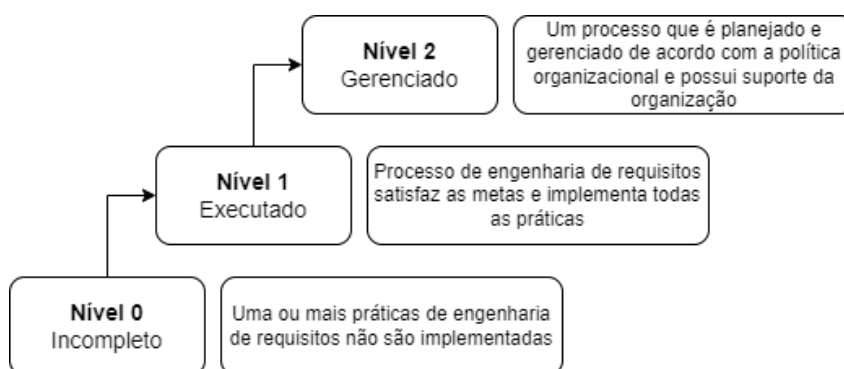 Nível 2
Gerenciado
Um processo que é planejado e
gerenciado de acordo com a política
organizacional e possui suporte da
organização
Nível 1
Executado
Processo de engenharia de requisitos
satisfaz as metas e implementa todas
as práticas
Nível 0
Incompleto
Uma ou mais práticas de engenharia
de requisitos não são implementadas